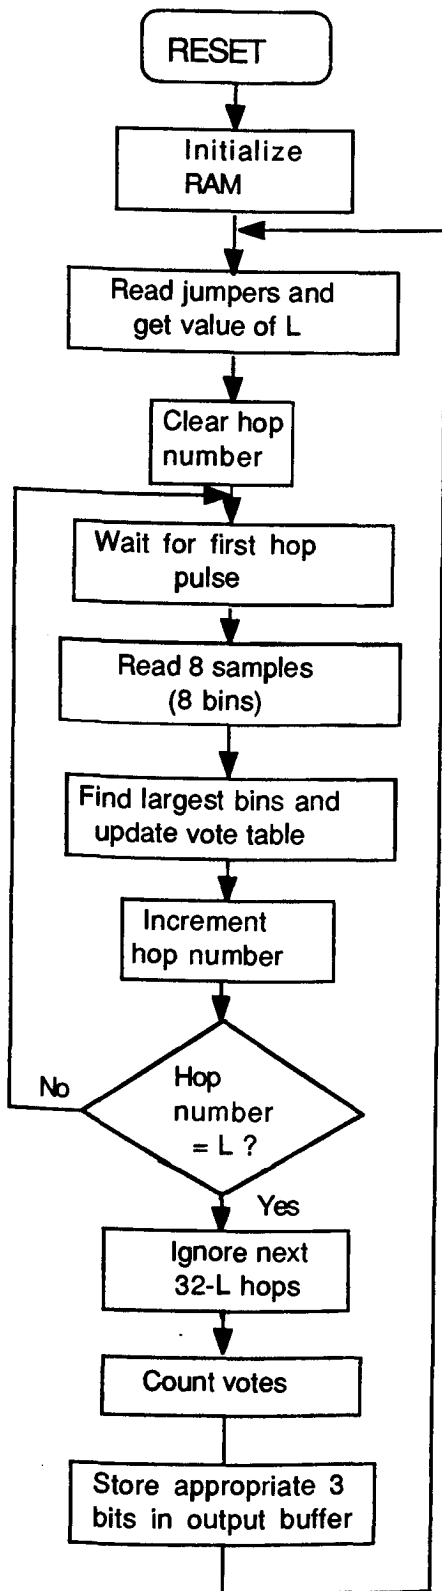 RESET
Initialize
RAM
Read jumpers and
get value of L
Clear hop
number
Wait for first hop
pulse
Read 8 samples
(8 bins)
Find largest bins and
update vote table
Increment
hop number
No
Hop
number
= L ?
Yes
Ignore next
32-L hops
Count votes
Store appropriate 3
bits in output buffer